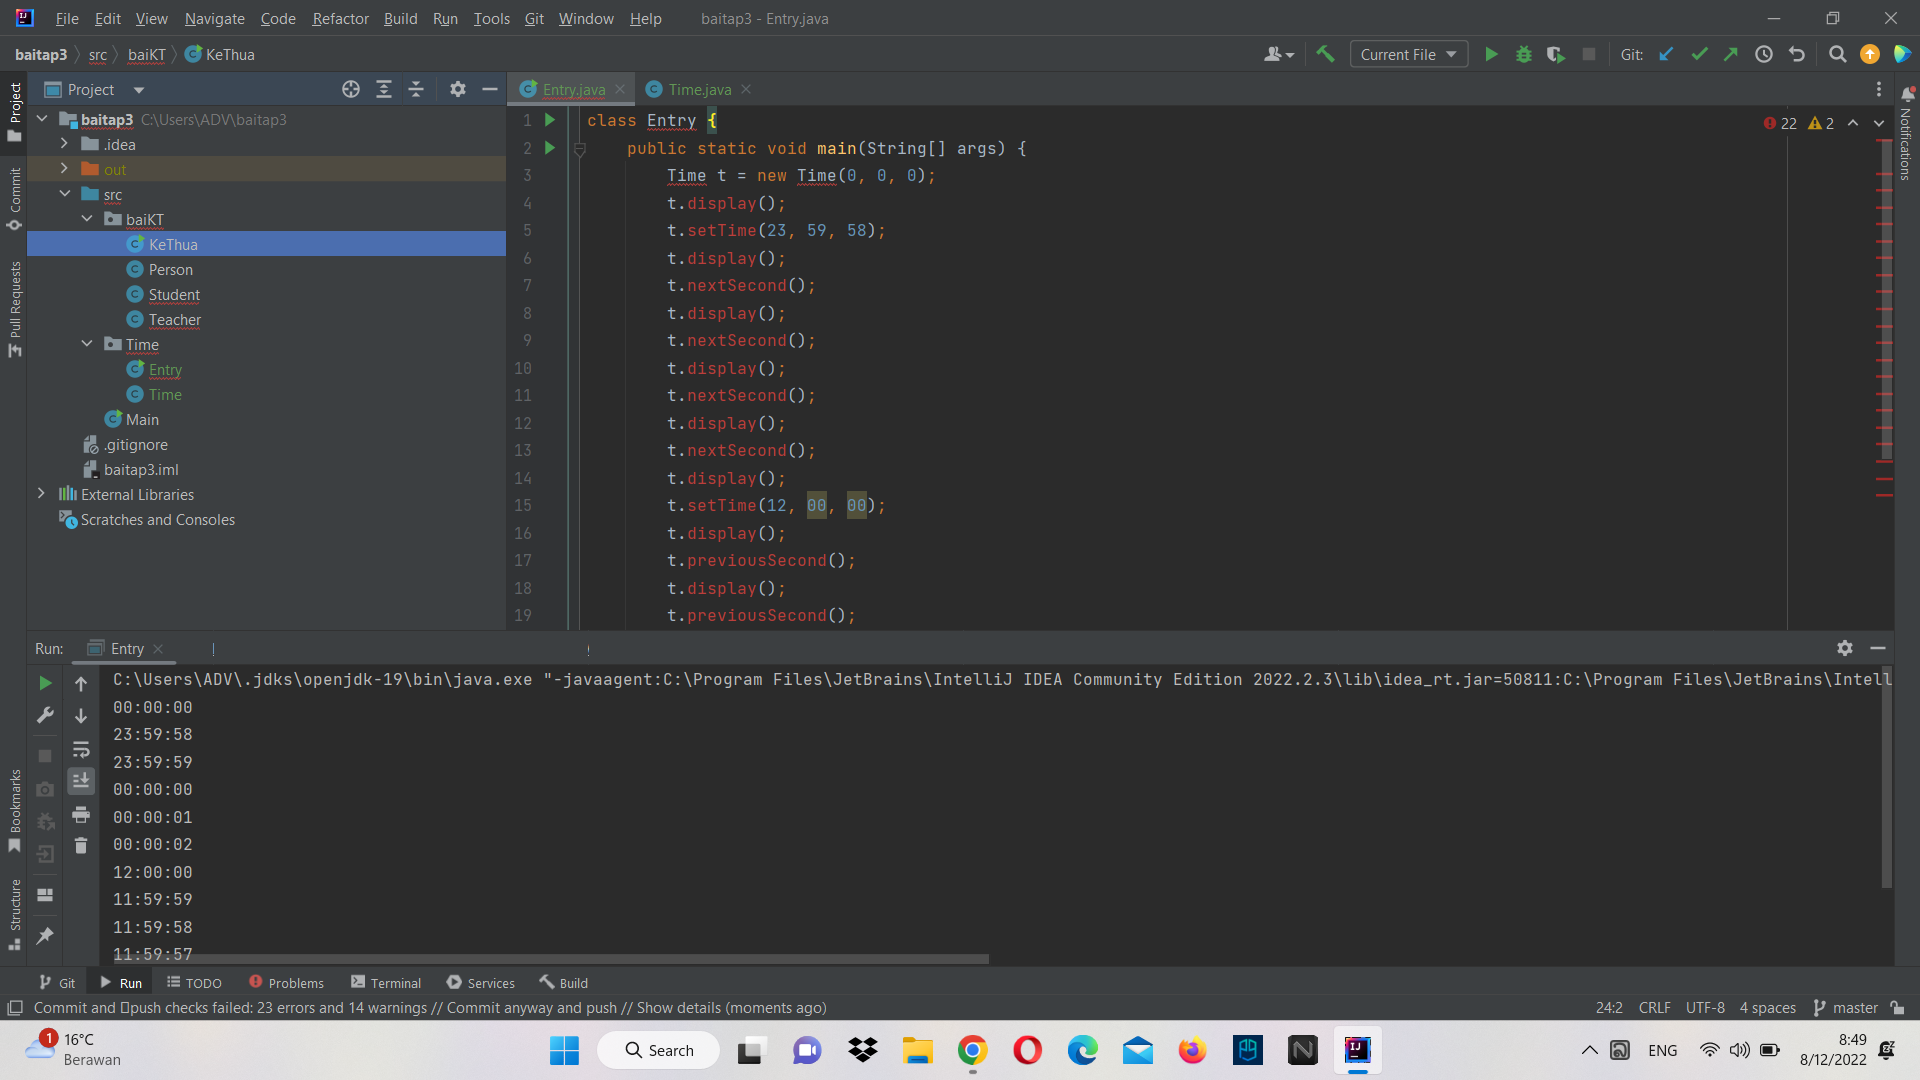 File Edit View Navigate Code Refactor Build Run Tools Git Window Help baitap3 - Entry.java
baitap3 src baiKT KeThua Current File Git:
Project
Entry.java Time.java
baitap3 C:\Users\ADV\baitap3
.idea
out
src
baiKT
KeThua
Person
Student
Teacher
Time
Entry
Time
Main
.gitignore
baitap3.iml
External Libraries
Scratches and Consoles
Project
Commit
Pull Requests
Bookmarks
Structure
Notifications
22 2
1 class Entry {
2 public static void main(String[] args) {
3 Time t = new Time(0, 0, 0);
4 t.display();
5 t.setTime(23, 59, 58);
6 t.display();
7 t.nextSecond();
8 t.display();
9 t.nextSecond();
10 t.display();
11 t.nextSecond();
12 t.display();
13 t.nextSecond();
14 t.display();
15 t.setTime(12, 00, 00);
16 t.display();
17 t.previousSecond();
18 t.display();
19 t.previousSecond();
Run: Entry
C:\Users\ADV\.jdks\openjdk-19\bin\java.exe "-javaagent:C:\Program Files\JetBrains\IntelliJ IDEA Community Edition 2022.2.3\lib\idea_rt.jar=50811:C:\Program Files\JetBrains\Intell
00:00:00
23:59:58
23:59:59
00:00:00
00:00:01
00:00:02
12:00:00
11:59:59
11:59:58
11:59:57
Git Run TODO Problems Terminal Services Build
Commit and push checks failed: 23 errors and 14 warnings // Commit anyway and push // Show details (moments ago) 24:2 CRLF UTF-8 4 spaces master
1 16°C
Berawan
Search
ENG
8:49
8/12/2022